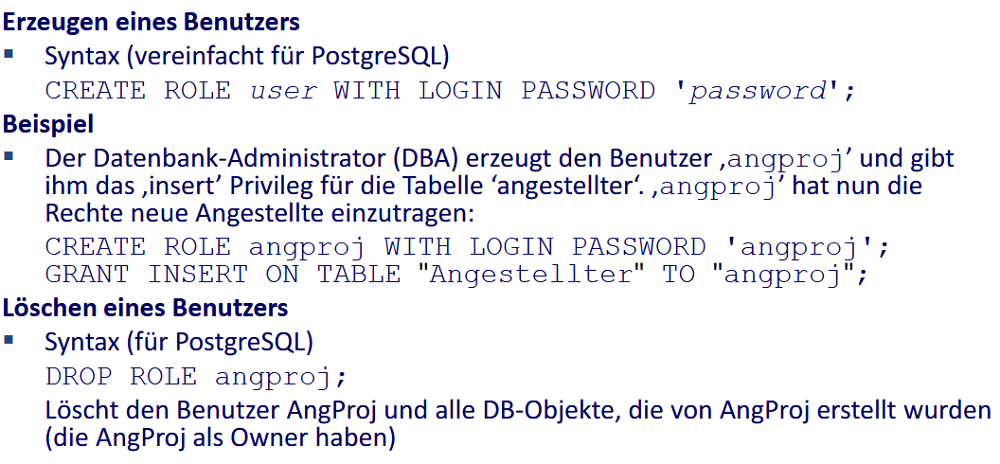 Erzeugen eines Benutzers
▪ Syntax (vereinfacht für PostgreSQL)
CREATE ROLE user WITH LOGIN PASSWORD 'password';
Beispiel
▪ Der Datenbank-Administrator (DBA) erzeugt den Benutzer ‚angproj’ und gibt
ihm das ‚insert’ Privileg für die Tabelle ‘angestellter‘. ‚angproj’ hat nun die
Rechte neue Angestellte einzutragen:
CREATE ROLE angproj WITH LOGIN PASSWORD 'angproj';
GRANT INSERT ON TABLE "Angestellter" TO "angproj";
Löschen eines Benutzers
▪ Syntax (für PostgreSQL)
DROP ROLE angproj;
Löscht den Benutzer AngProj und alle DB-Objekte, die von AngProj erstellt wurden
(die AngProj als Owner haben)